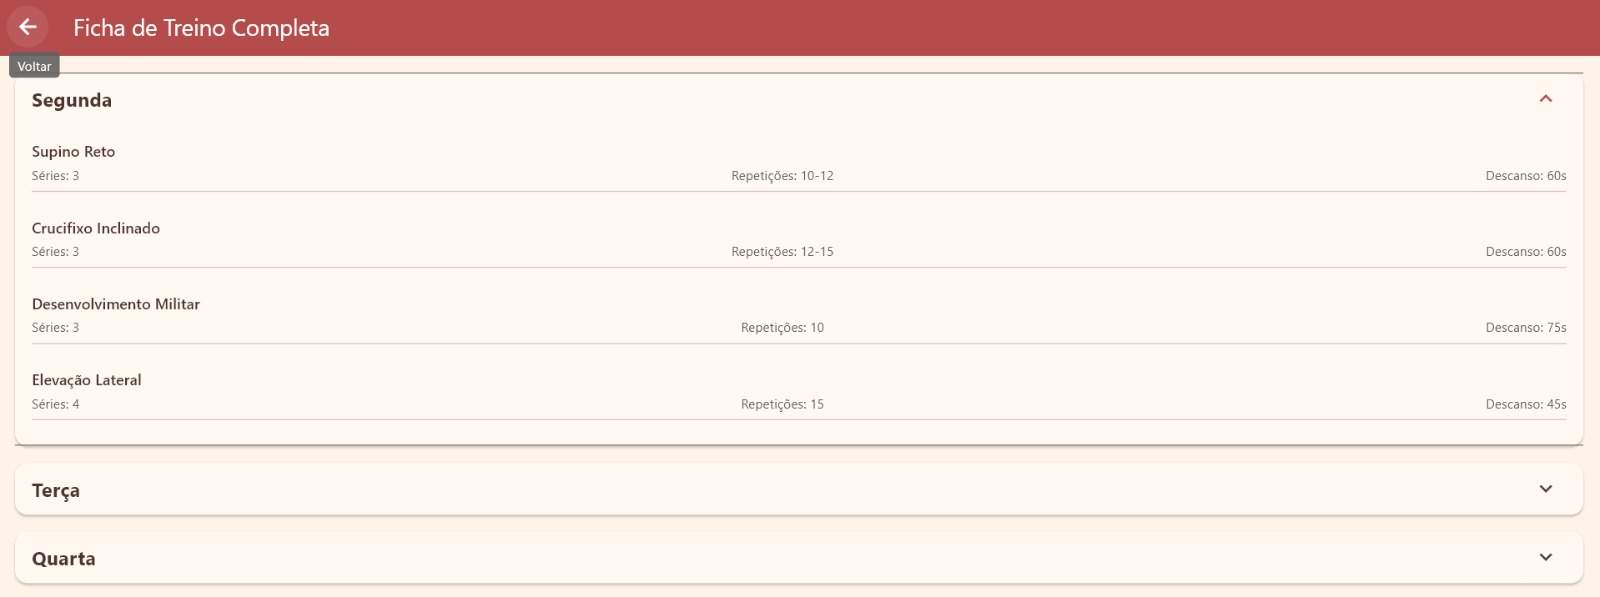 Ficha de Treino Completa
Voltar
Segunda
Supino Reto
Séries: 3 Repetições: 10-12 Descanso: 60s
Crucifixo Inclinado
Séries: 3 Repetições: 12-15 Descanso: 60s
Desenvolvimento Militar
Séries: 3 Repetições: 10 Descanso: 75s
Elevação Lateral
Séries: 4 Repetições: 15 Descanso: 45s
Terça
Quarta